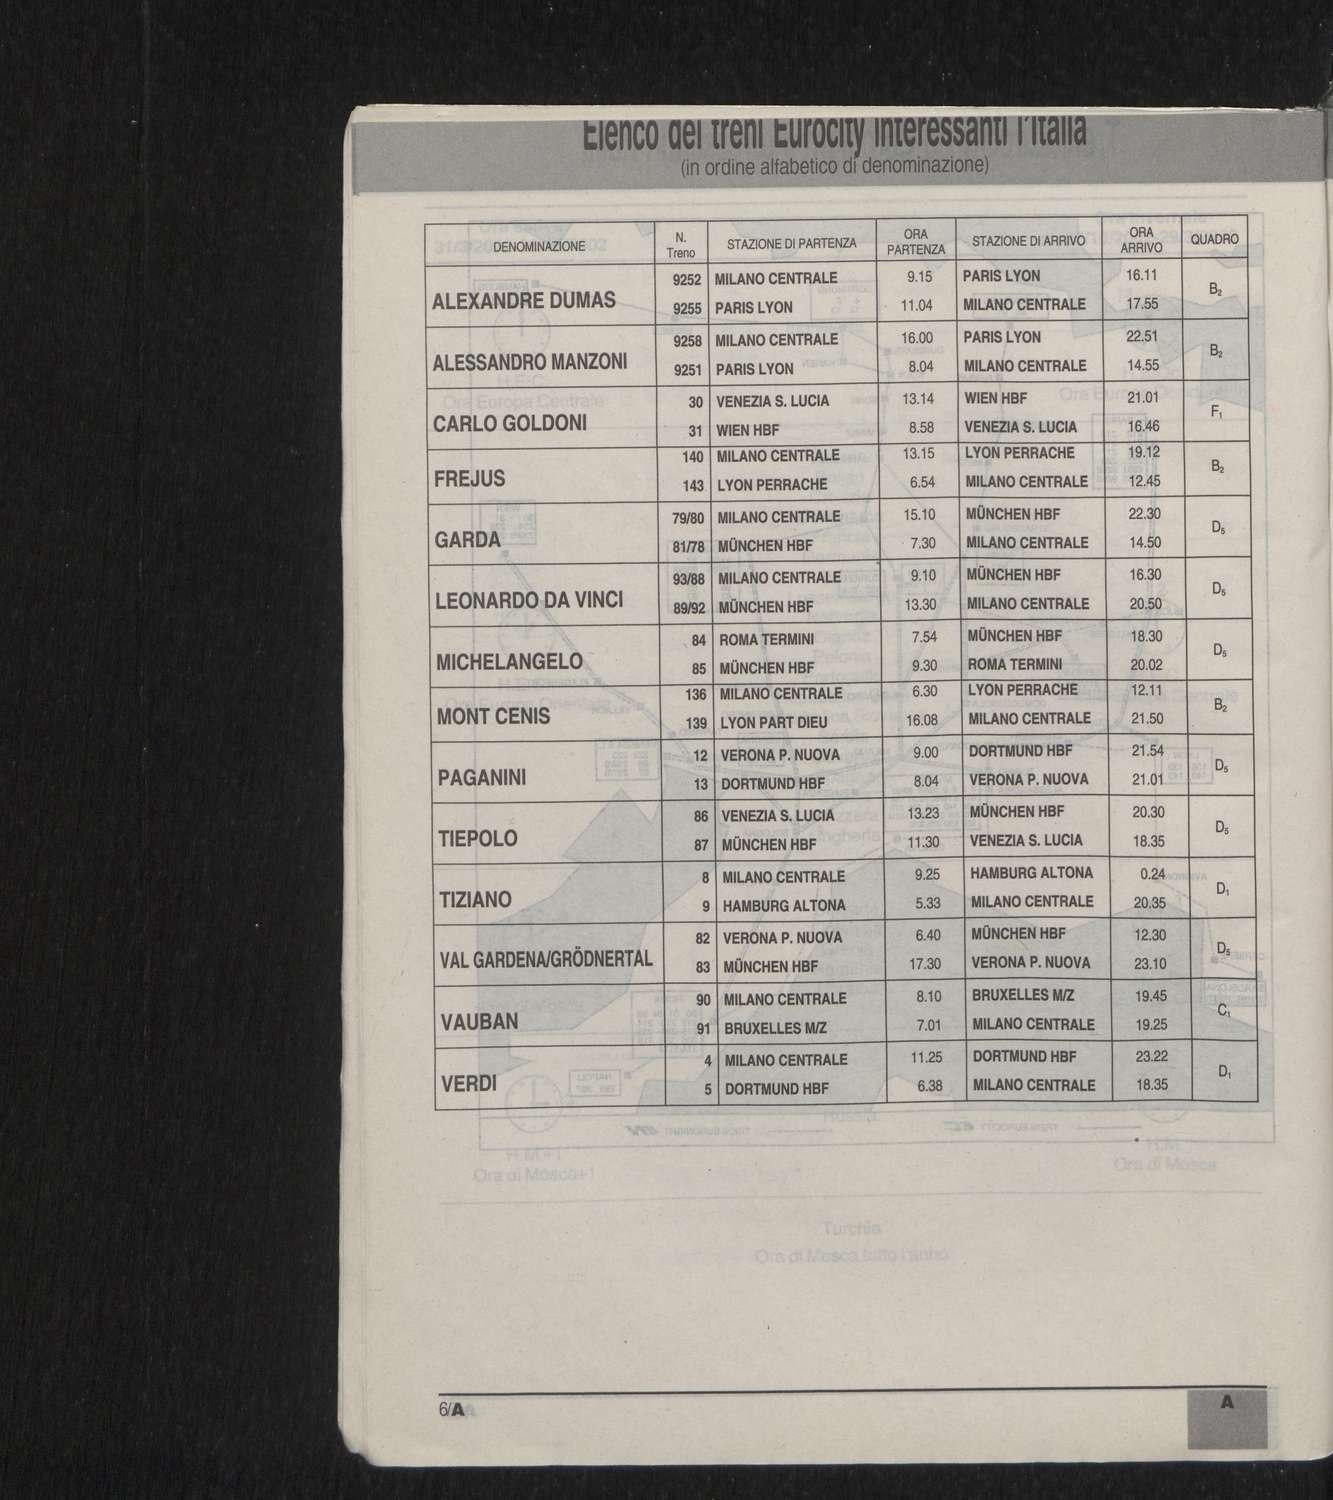 Elenco dei treni Eurocity interessanti l'Italia
(in ordine alfabetico di denominazione)
DENOMINAZIONE N. Treno STAZIONE DI PARTENZA ORA PARTENZA STAZIONE DI ARRIVO ORA ARRIVO QUADRO
ALEXANDRE DUMAS 9252 MILANO CENTRALE 9.15 PARIS LYON 16.11 B2
9255 PARIS LYON 11.04 MILANO CENTRALE 17.55
ALESSANDRO MANZONI 9258 MILANO CENTRALE 16.00 PARIS LYON 22.51 B2
9251 PARIS LYON 8.04 MILANO CENTRALE 14.55
CARLO GOLDONI 30 VENEZIA S. LUCIA 13.14 WIEN HBF 21.01 F1
31 WIEN HBF 8.58 VENEZIA S. LUCIA 16.46
FREJUS 140 MILANO CENTRALE 13.15 LYON PERRACHE 19.12 B2
143 LYON PERRACHE 6.54 MILANO CENTRALE 12.45
GARDA 79/80 MILANO CENTRALE 15.10 MÜNCHEN HBF 22.30 D5
81/78 MÜNCHEN HBF 7.30 MILANO CENTRALE 14.50
LEONARDO DA VINCI 93/88 MILANO CENTRALE 9.10 MÜNCHEN HBF 16.30 D5
89/92 MÜNCHEN HBF 13.30 MILANO CENTRALE 20.50
MICHELANGELO 84 ROMA TERMINI 7.54 MÜNCHEN HBF 18.30 D5
85 MÜNCHEN HBF 9.30 ROMA TERMINI 20.02
MONT CENIS 136 MILANO CENTRALE 6.30 LYON PERRACHE 12.11 B2
139 LYON PART DIEU 16.08 MILANO CENTRALE 21.50
PAGANINI 12 VERONA P. NUOVA 9.00 DORTMUND HBF 21.54 D5
13 DORTMUND HBF 8.04 VERONA P. NUOVA 21.01
TIEPOLO 86 VENEZIA S. LUCIA 13.23 MÜNCHEN HBF 20.30 D5
87 MÜNCHEN HBF 11.30 VENEZIA S. LUCIA 18.35
TIZIANO 8 MILANO CENTRALE 9.25 HAMBURG ALTONA 0.24 D1
9 HAMBURG ALTONA 5.33 MILANO CENTRALE 20.35
VAL GARDENA/GRÖDNERTAL 82 VERONA P. NUOVA 6.40 MÜNCHEN HBF 12.30 D5
83 MÜNCHEN HBF 17.30 VERONA P. NUOVA 23.10
VAUBAN 90 MILANO CENTRALE 8.10 BRUXELLES M/Z 19.45 C1
91 BRUXELLES M/Z 7.01 MILANO CENTRALE 19.25
VERDI 4 MILANO CENTRALE 11.25 DORTMUND HBF 23.22 D1
5 DORTMUND HBF 6.38 MILANO CENTRALE 18.35
H.M.+1
Ora di Mosca+1
H.M.
Ora di Mosca
Turchia
Ora di Mosca tutto l'anno
6/A
A